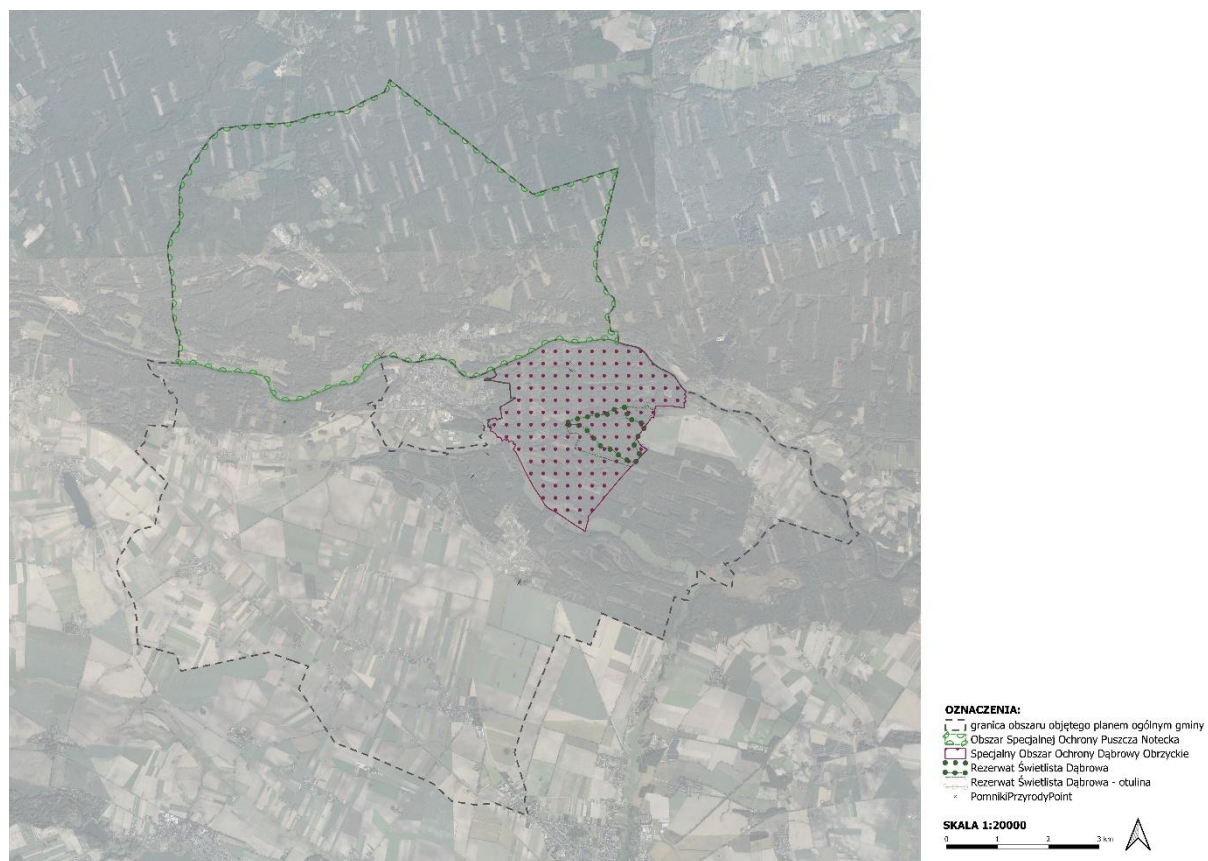 OZNACZENIA:
granica obszaru objętego planem ogólnym gminy
Obszar Specjalnej Ochrony Puszcza Notecka
Specjalny Obszar Ochrony Dąbrowy Obrzyckie
Rezerwat Świetlista Dąbrowa
Rezerwat Świetlista Dąbrowa - otulina
PomnikiPrzyrodyPoint
SKALA 1:20000
0 1 2 3 km